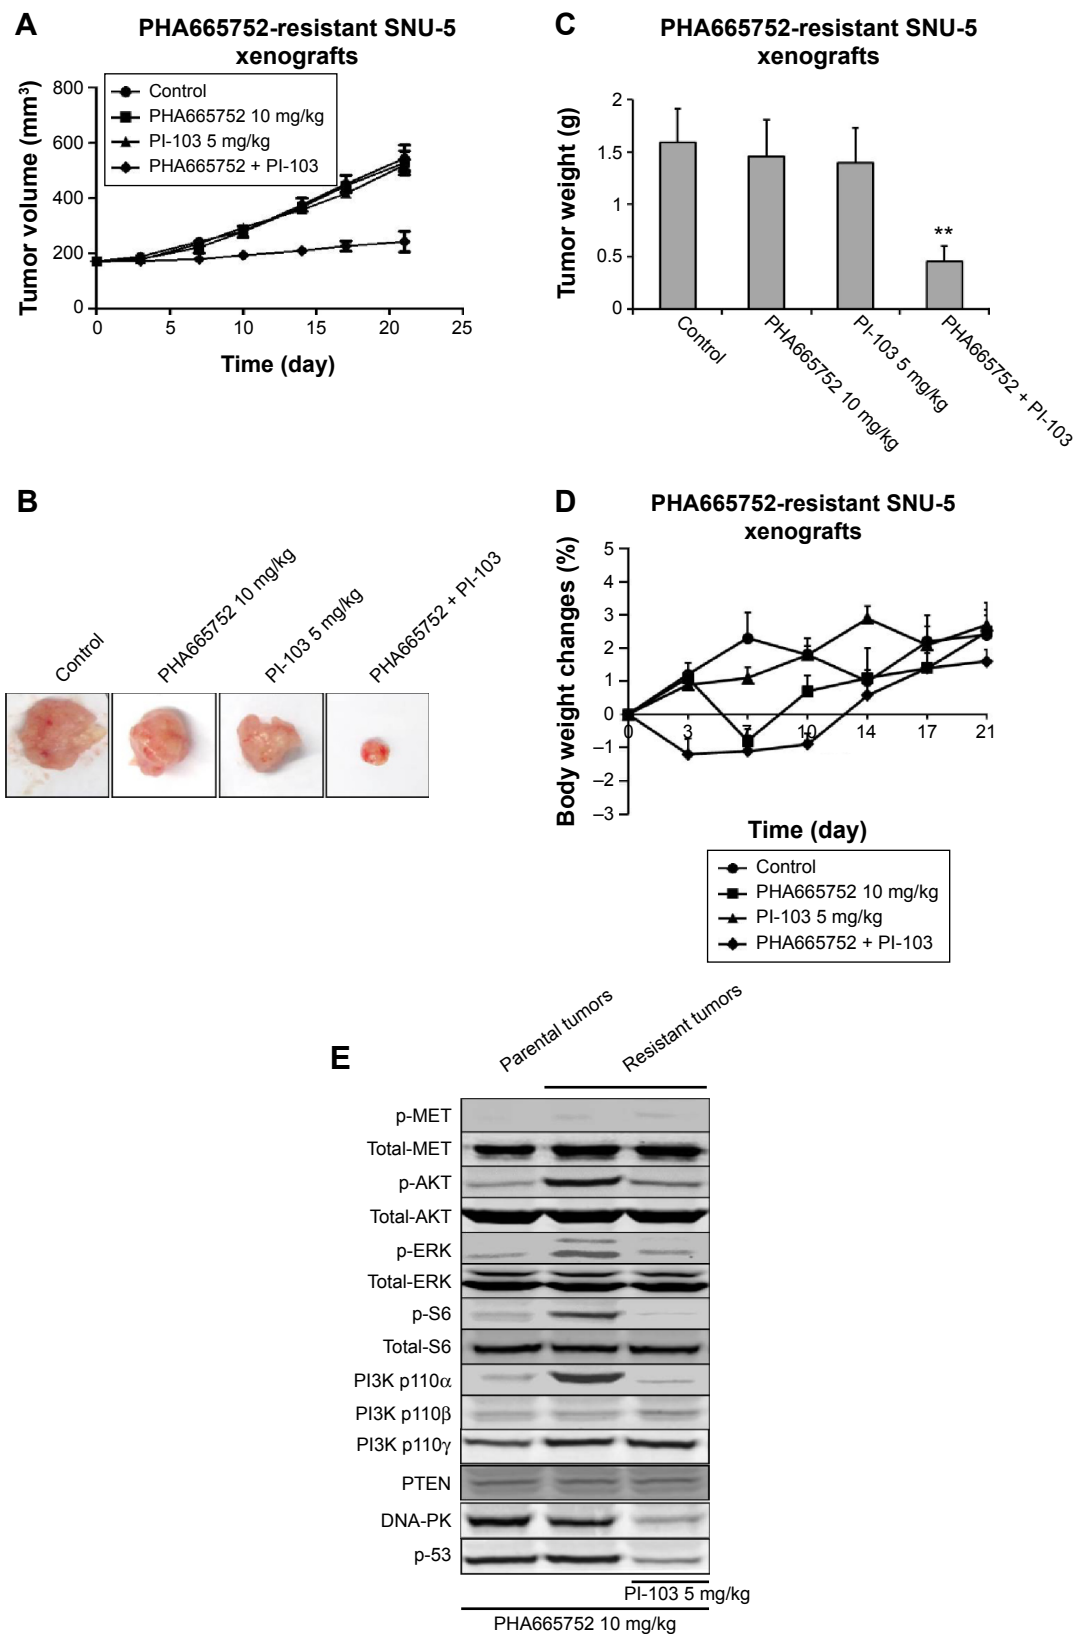 A
PHA665752-resistant SNU-5
xenografts
Tumor volume (mm³)
800
600
400
200
0
Control
PHA665752 10 mg/kg
PI-103 5 mg/kg
PHA665752 + PI-103
0 5 10 15 20 25
Time (day)
C
PHA665752-resistant SNU-5
xenografts
Tumor weight (g)
2
1.5
1
0.5
0
**
Control
PHA665752 10 mg/kg
PI-103 5 mg/kg
PHA665752 + PI-103
B
Control
PHA665752 10 mg/kg
PI-103 5 mg/kg
PHA665752 + PI-103
D
PHA665752-resistant SNU-5
xenografts
Body weight changes (%)
5
4
3
2
1
0
–1
–2
–3
0 3 7 10 14 17 21
Time (day)
Control
PHA665752 10 mg/kg
PI-103 5 mg/kg
PHA665752 + PI-103
E
Parental tumors
Resistant tumors
p-MET
Total-MET
p-AKT
Total-AKT
p-ERK
Total-ERK
p-S6
Total-S6
PI3K p110α
PI3K p110β
PI3K p110γ
PTEN
DNA-PK
p-53
PI-103 5 mg/kg
PHA665752 10 mg/kg